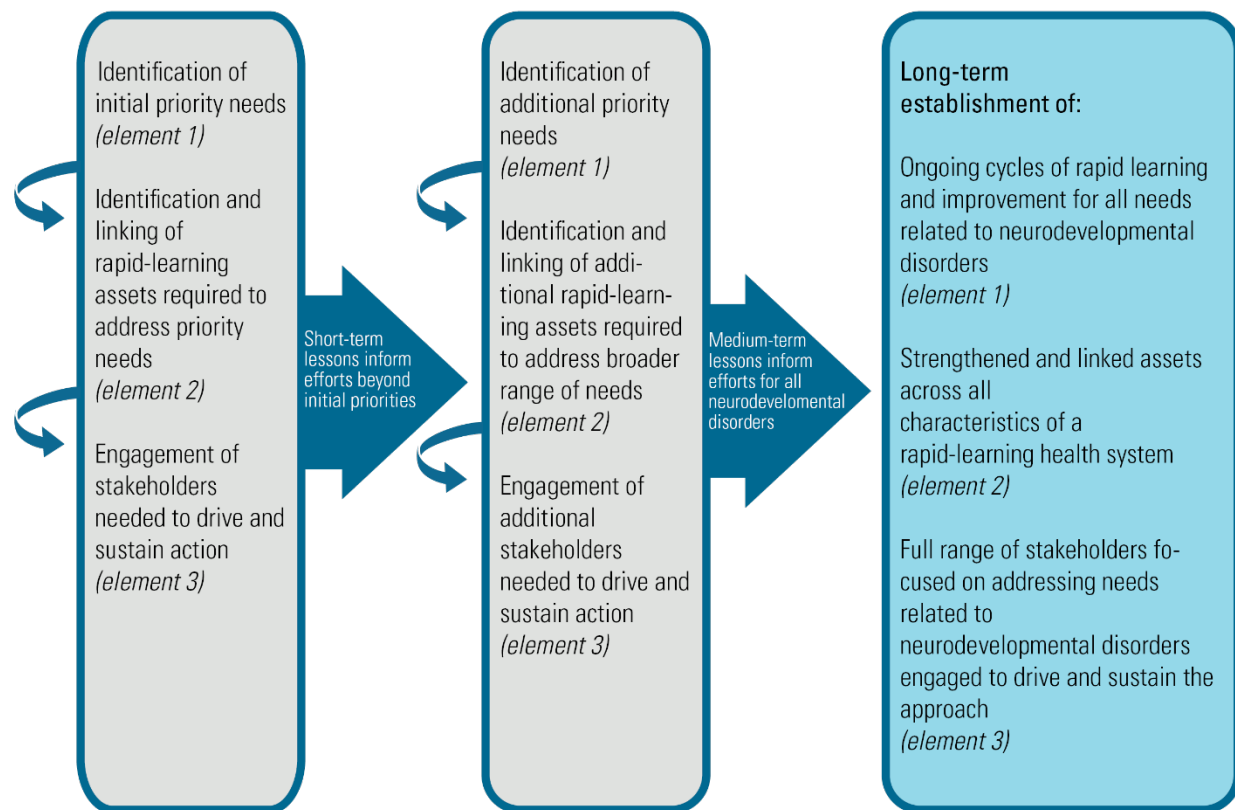 Identification of
initial priority needs
(element 1)
Identification and
linking of
rapid-learning
assets required to
address priority
needs
(element 2)
Engagement of
stakeholders
needed to drive and
sustain action
(element 3)
Short-term
lessons inform
efforts beyond
initial priorities
Identification of
additional priority
needs
(element 1)
Identification and
linking of addi-
tional rapid-learn-
ing assets required
to address broader
range of needs
(element 2)
Engagement of
additional
stakeholders
needed to drive and
sustain action
(element 3)
Medium-term
lessons inform
efforts for all
neurodevelomental
disorders
Long-term
establishment of:
Ongoing cycles of rapid learning
and improvement for all needs
related to neurodevelopmental
disorders
(element 1)
Strengthened and linked assets
across all
characteristics of a
rapid-learning health system
(element 2)
Full range of stakeholders fo-
cused on addressing needs
related to
neurodevelopmental disorders
engaged to drive and sustain the
approach
(element 3)